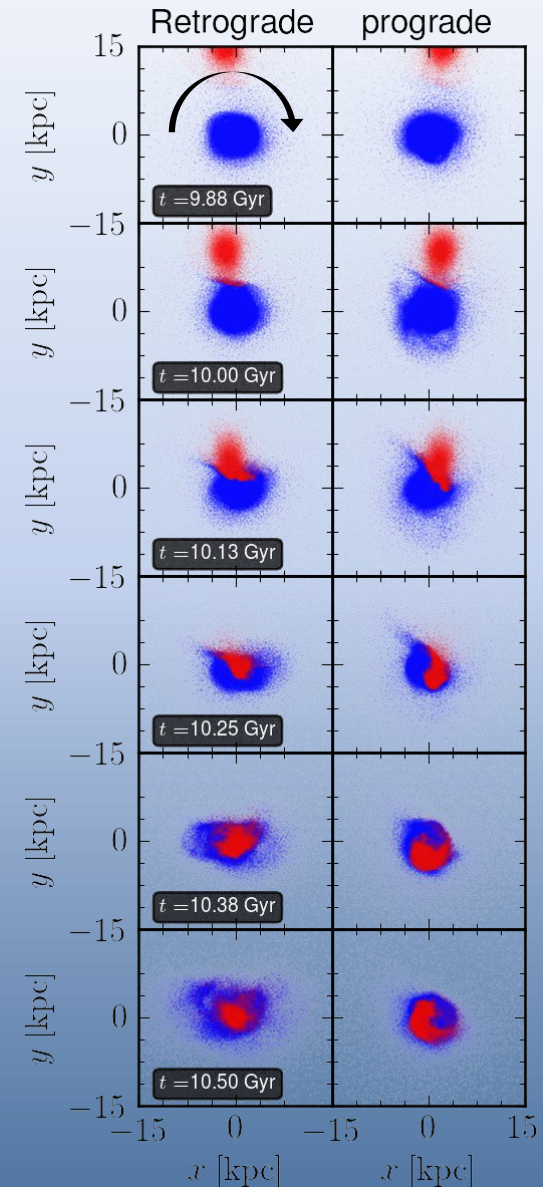 Retrograde prograde
15
y [kpc]
0
t =9.88 Gyr
−15
y [kpc]
0
t =10.00 Gyr
−15
y [kpc]
0
t =10.13 Gyr
−15
y [kpc]
0
t =10.25 Gyr
−15
y [kpc]
0
t =10.38 Gyr
−15
y [kpc]
0
t =10.50 Gyr
−15
−15 0 −15 0 15
x [kpc] x [kpc]